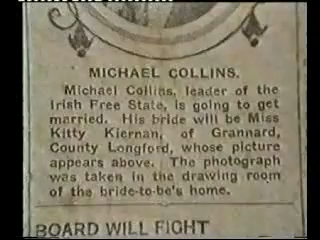 MICHAEL COLLINS.
Michael Collins, leader of the
Irish Free State, is going to get
married. His bride will be Miss
Kitty Kiernan, of Grannard,
County Longford, whose picture
appears above. The photograph
was taken in the drawing room
of the bride-to-be's home.
BOARD WILL FIGHT